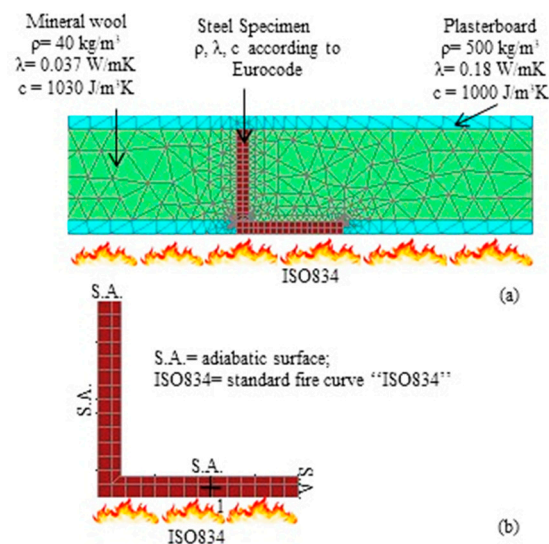 Mineral wool
ρ= 40 kg/m³
λ= 0.037 W/mK
c = 1030 J/m³K
Steel Specimen
ρ, λ, c according to
Eurocode
Plasterboard
ρ= 500 kg/m³
λ= 0.18 W/mK
c= 1000 J/m³K
ISO834
(a)
S.A.
S.A.= adiabatic surface;
ISO834= standard fire curve “ISO834”
S.A.
S.A.
SA
1
ISO834
(b)